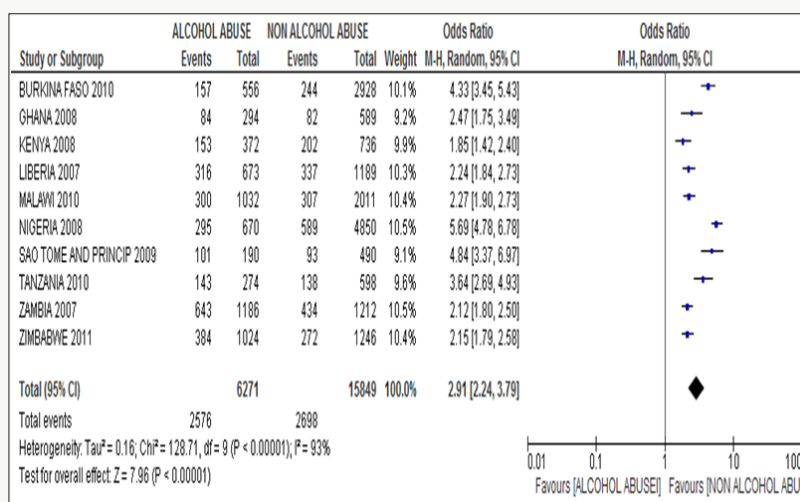 ALCOHOL ABUSE NON ALCOHOL ABUSE Odds Ratio Odds Ratio
Study or Subgroup Events Total Events Total Weight M-H, Random, 95% CI M-H, Random, 95% CI
BURKINA FASO 2010 157 556 244 2928 10.1% 4.33 [3.45, 5.43]
GHANA 2008 84 294 82 589 9.2% 2.47 [1.75, 3.49]
KENYA 2008 153 372 202 736 9.9% 1.85 [1.42, 2.40]
LIBERIA 2007 316 673 337 1189 10.3% 2.24 [1.84, 2.73]
MALAWI 2010 300 1032 307 2011 10.4% 2.27 [1.90, 2.73]
NIGERIA 2008 295 670 589 4850 10.4% 5.69 [4.78, 6.78]
SAO TOME AND PRINCIP 2009 101 190 93 490 9.1% 4.84 [3.37, 6.97]
TANZANIA 2010 143 274 138 598 9.6% 3.64 [2.69, 4.93]
ZAMBIA 2007 643 1186 434 1212 10.5% 2.12 [1.80, 2.50]
ZIMBABWE 2011 384 1024 272 1246 10.4% 2.15 [1.79, 2.58]
Total (95% CI) 6271 15849 100.0% 2.91 [2.24, 3.79]
Total events 2576 2698
Heterogeneity: Tau² = 0.16; Chi² = 128.71, df = 9 (P < 0.00001); I² = 93%
Test for overall effect: Z = 7.96 (P < 0.00001)
0.01 0.1 1 10 100
Favours [ALCOHOL ABUSE] Favours [NON ALCOHOL ABU